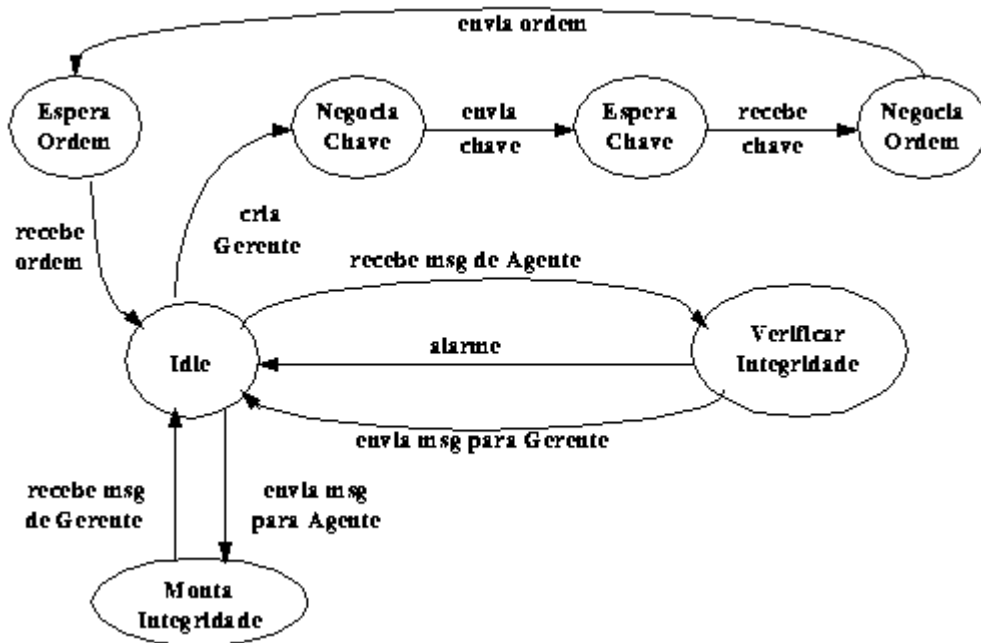 envia ordem
Espera
Ordem
Negocia
Chave
envia
chave
Espera
Chave
recebe
chave
Negocia
Ordem
recebe
ordem
cria
Gerente
recebe msg de Agente
Idle
alarme
Verificar
Integridade
envia msg para Gerente
recebe msg
de Gerente
envia msg
para Agente
Monta
Integridade